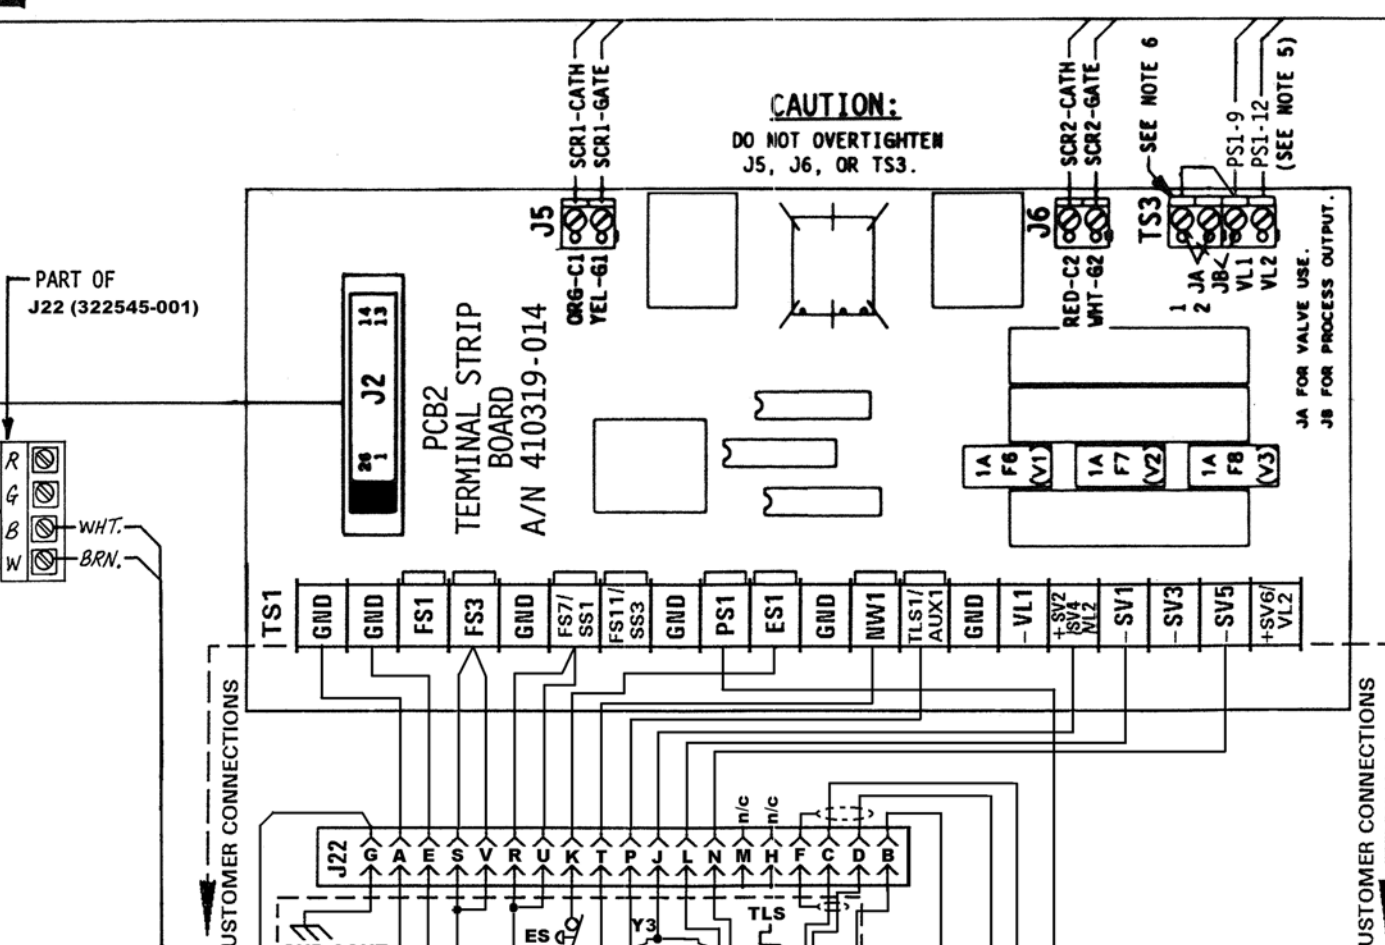 SCR1-CATH
SCR1-GATE
CAUTION:
DO NOT OVERTIGHTEN
J5, J6, OR TS3.
SCR2-CATH
SCR2-GATE
SEE NOTE 6
PS1-9
PS1-12
(SEE NOTE 5)
J5
ORG-C1
YEL-G1
J6
RED-C2
WHT-G2
TS3
1
2
JA
JB
VL1
VL2
JA FOR VALVE USE.
JB FOR PROCESS OUTPUT.
PART OF
J22 (322545-001)
R
G
B
W
WHT.
BRN.
14
13
J2
26
1
PCB2
TERMINAL STRIP
BOARD
A/N 410319-014
1A
F6
(V1)
1A
F7
(V2)
1A
F8
(V3)
TS1
GND
GND
FS1
FS3
GND
FS7/
SS1
FS11/
SS3
GND
PS1
ES1
GND
NW1
TLS1/
AUX1
GND
-VL1
+SV2
/SV4
/VL2
-SV1
-SV3
-SV5
+SV6/
VL2
USTOMER CONNECTIONS
USTOMER CONNECTIONS
n/c
n/c
J22
G A E S V R U K T P J L N M H F C D B
ES
Y3
TLS